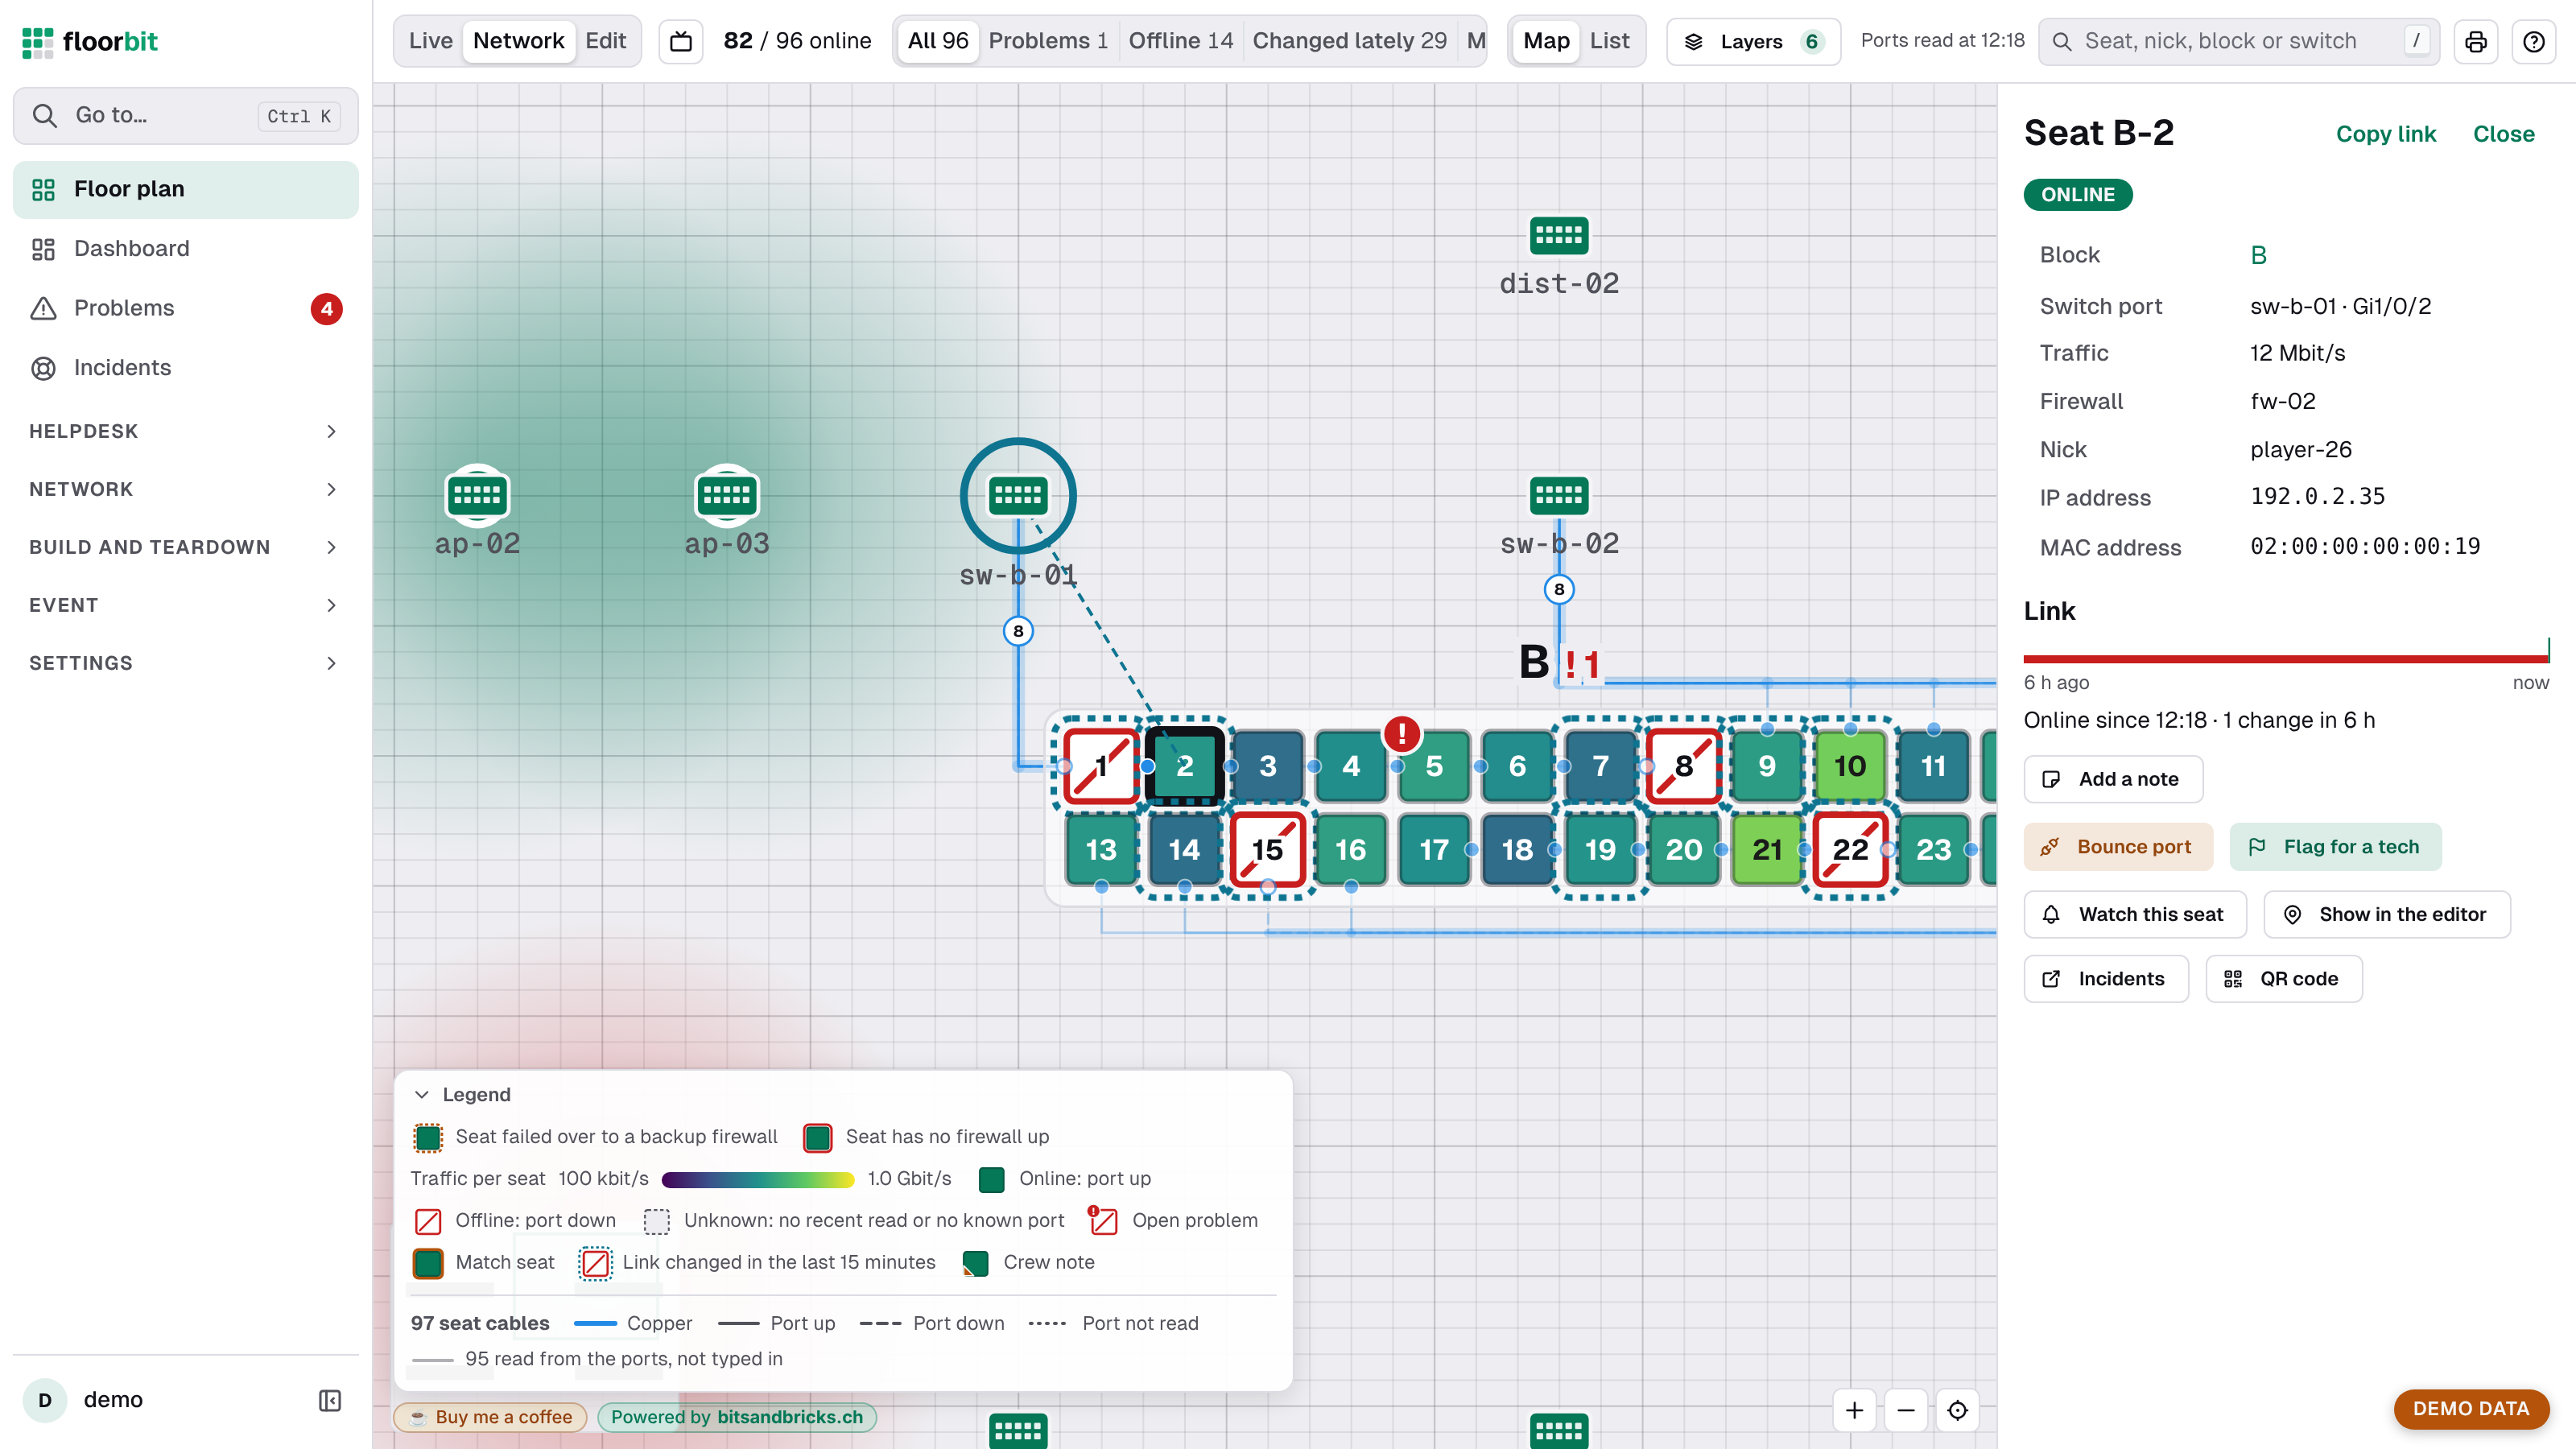 floorbit
Go to...
Ctrl K
Floor plan
Dashboard
Problems
4
Incidents
HELPDESK
NETWORK
BUILD AND TEARDOWN
EVENT
SETTINGS
D
demo
Live
Network
Edit
82 / 96 online
All 96
Problems 1
Offline 14
Changed lately 29
M
Map
List
Layers
6
Ports read at 12:18
Seat, nick, block or switch
/
dist-02
ap-02
ap-03
sw-b-01
sw-b-02
8
8
B !1
!
1
2
3
4
5
6
7
8
9
10
11
13
14
15
16
17
18
19
20
21
22
23
Legend
Seat failed over to a backup firewall
Seat has no firewall up
Traffic per seat
100 kbit/s
1.0 Gbit/s
Online: port up
Offline: port down
Unknown: no recent read or no known port
Open problem
Match seat
Link changed in the last 15 minutes
Crew note
97 seat cables
Copper
Port up
Port down
Port not read
95 read from the ports, not typed in
Buy me a coffee
Powered by bitsandbricks.ch
Seat B-2
Copy link
Close
ONLINE
Block
B
Switch port
sw-b-01 · Gi1/0/2
Traffic
12 Mbit/s
Firewall
fw-02
Nick
player-26
IP address
192.0.2.35
MAC address
02:00:00:00:00:19
Link
6 h ago
now
Online since 12:18 · 1 change in 6 h
Add a note
Bounce port
Flag for a tech
Watch this seat
Show in the editor
Incidents
QR code
DEMO DATA